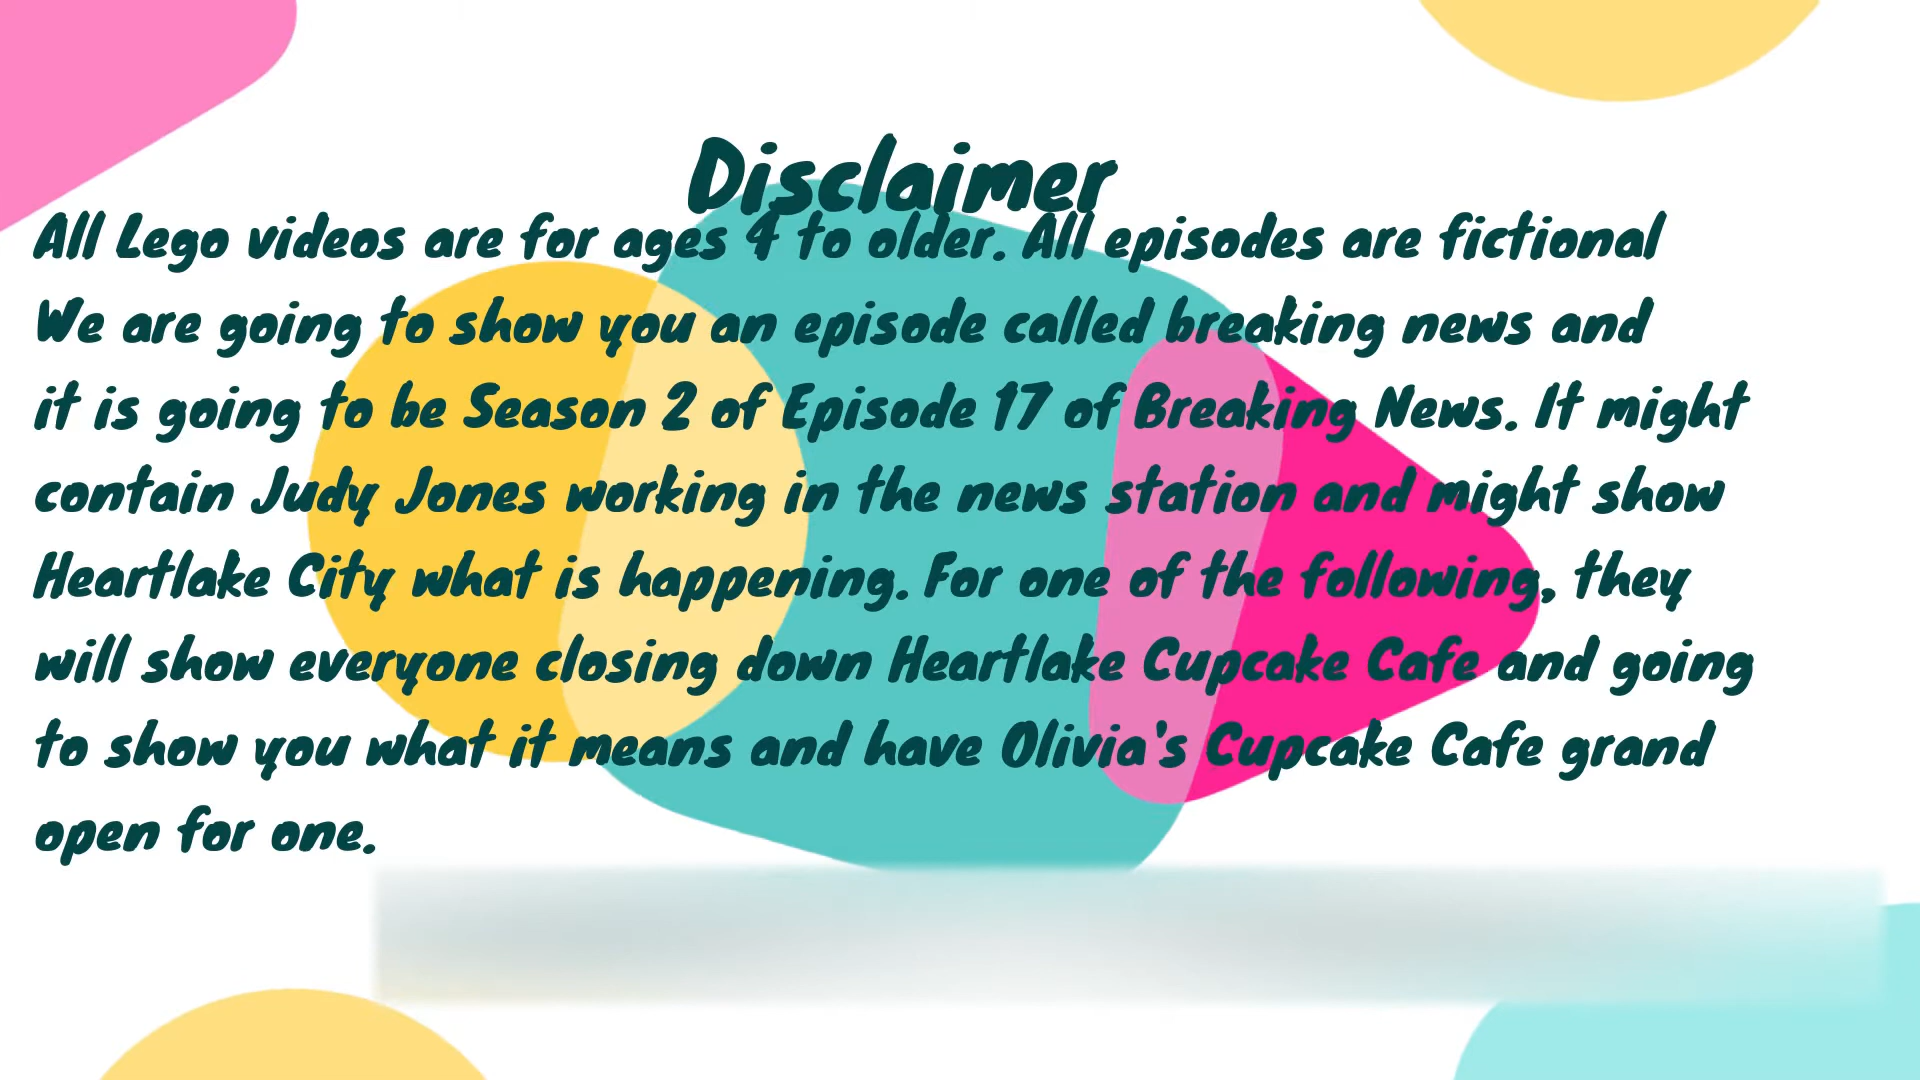 Disclaimer
All Lego videos are for ages 4 to older. All episodes are fictional
We are going to show you an episode called breaking news and
it is going to be Season 2 of Episode 17 of Breaking News. It might
contain Judy Jones working in the news station and might show
Heartlake City what is happening. For one of the following, they
will show everyone closing down Heartlake Cupcake Cafe and going
to show you what it means and have Olivia's Cupcake Cafe grand
open for one.